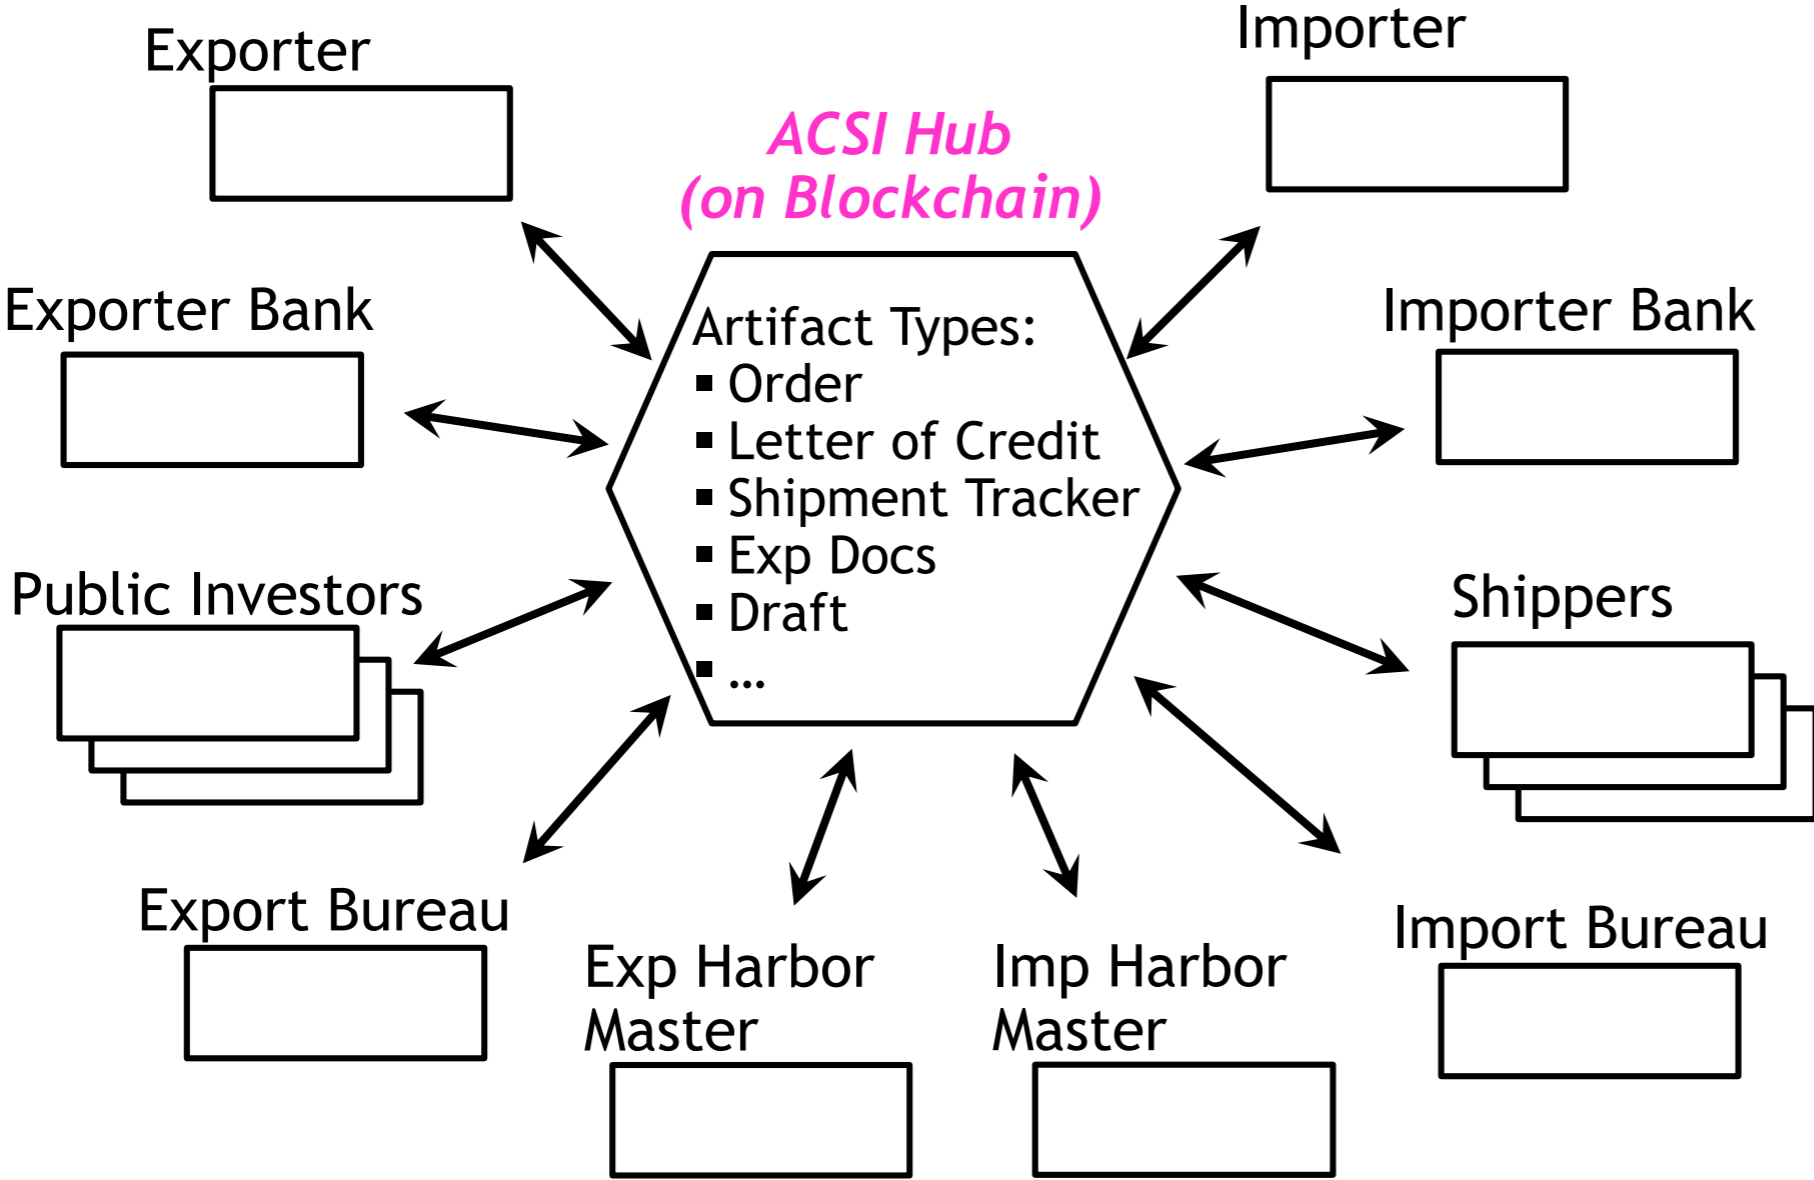 Exporter
Importer
ACSI Hub
(on Blockchain)
Exporter Bank
Importer Bank
Artifact Types:
▪ Order
▪ Letter of Credit
▪ Shipment Tracker
▪ Exp Docs
▪ Draft
▪ ...
Public Investors
Shippers
Export Bureau
Import Bureau
Exp Harbor
Master
Imp Harbor
Master